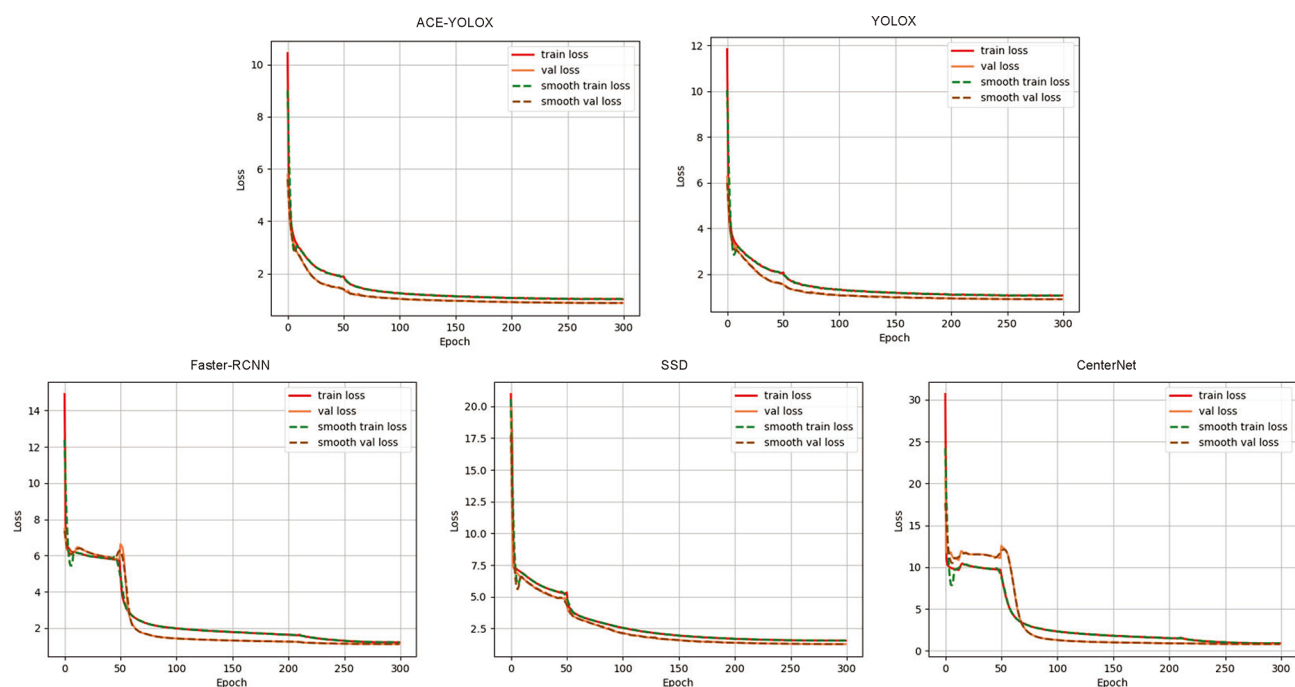 ACE-YOLOX
10
8
6
4
2
Loss
train loss
val loss
smooth train loss
smooth val loss
0 50 100 150 200 250 300
Epoch
YOLOX
12
10
8
6
4
2
Loss
train loss
val loss
smooth train loss
smooth val loss
0 50 100 150 200 250 300
Epoch
Faster-RCNN
14
12
10
8
6
4
2
Loss
train loss
val loss
smooth train loss
smooth val loss
0 50 100 150 200 250 300
Epoch
SSD
20.0
17.5
15.0
12.5
10.0
7.5
5.0
2.5
Loss
train loss
val loss
smooth train loss
smooth val loss
0 50 100 150 200 250 300
Epoch
CenterNet
30
25
20
15
10
5
0
Loss
train loss
val loss
smooth train loss
smooth val loss
0 50 100 150 200 250 300
Epoch